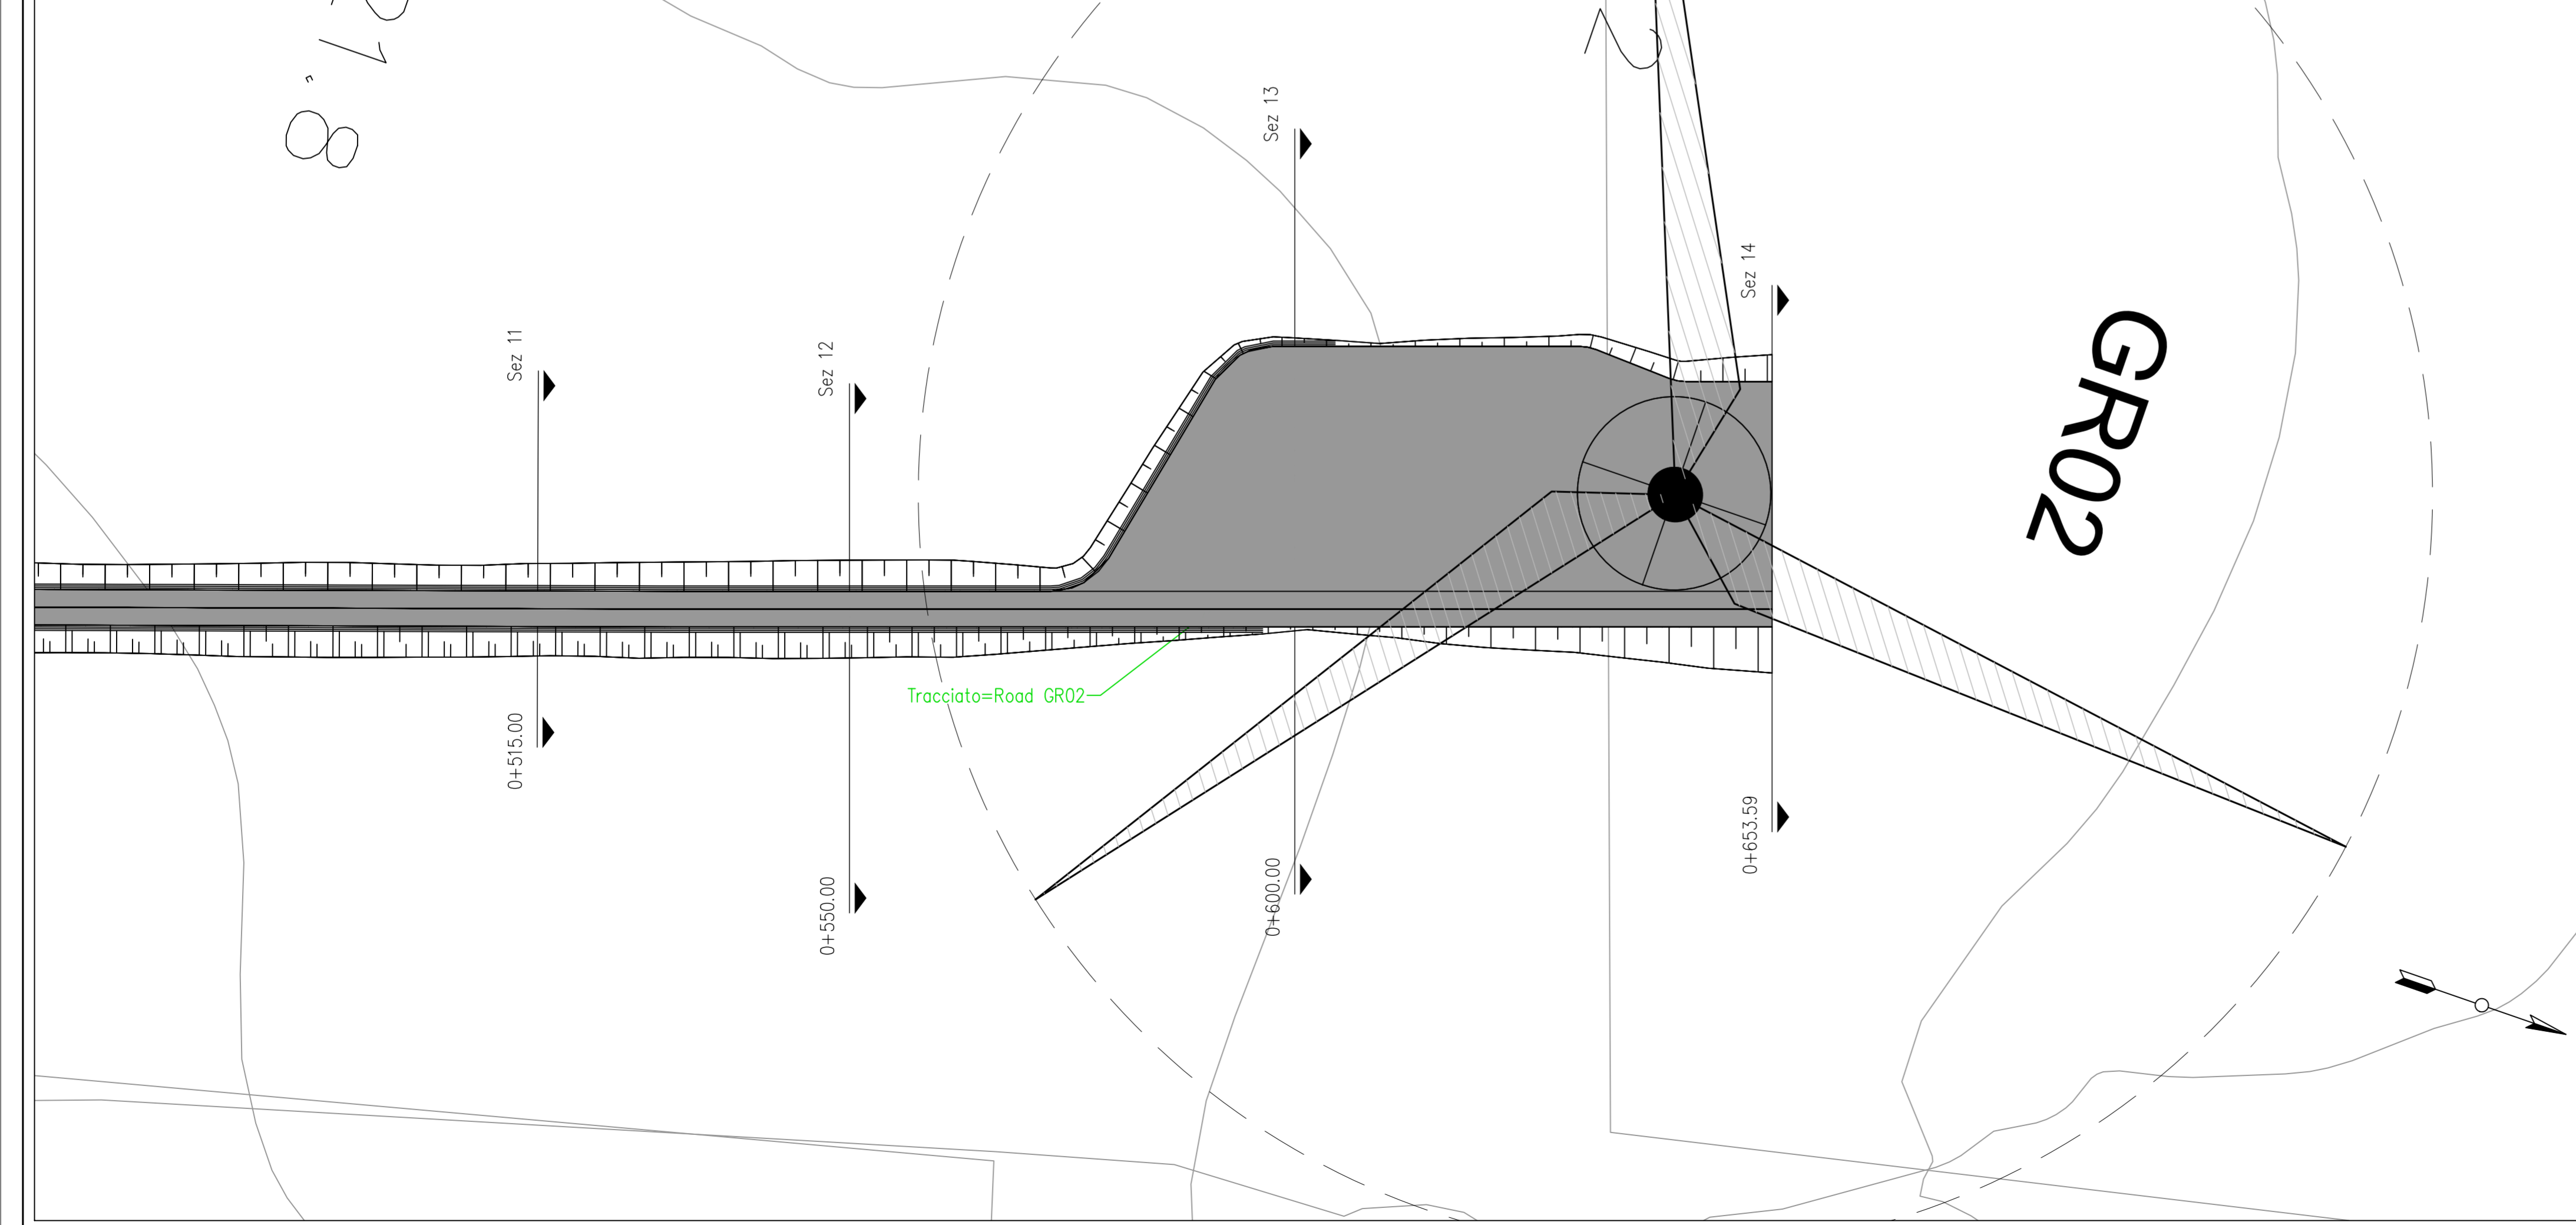 Sez 11
Sez 12
Sez 13
Sez 14
GR02
Tracciato=Road GR02
0+515.00
0+550.00
0+600.00
0+653.59